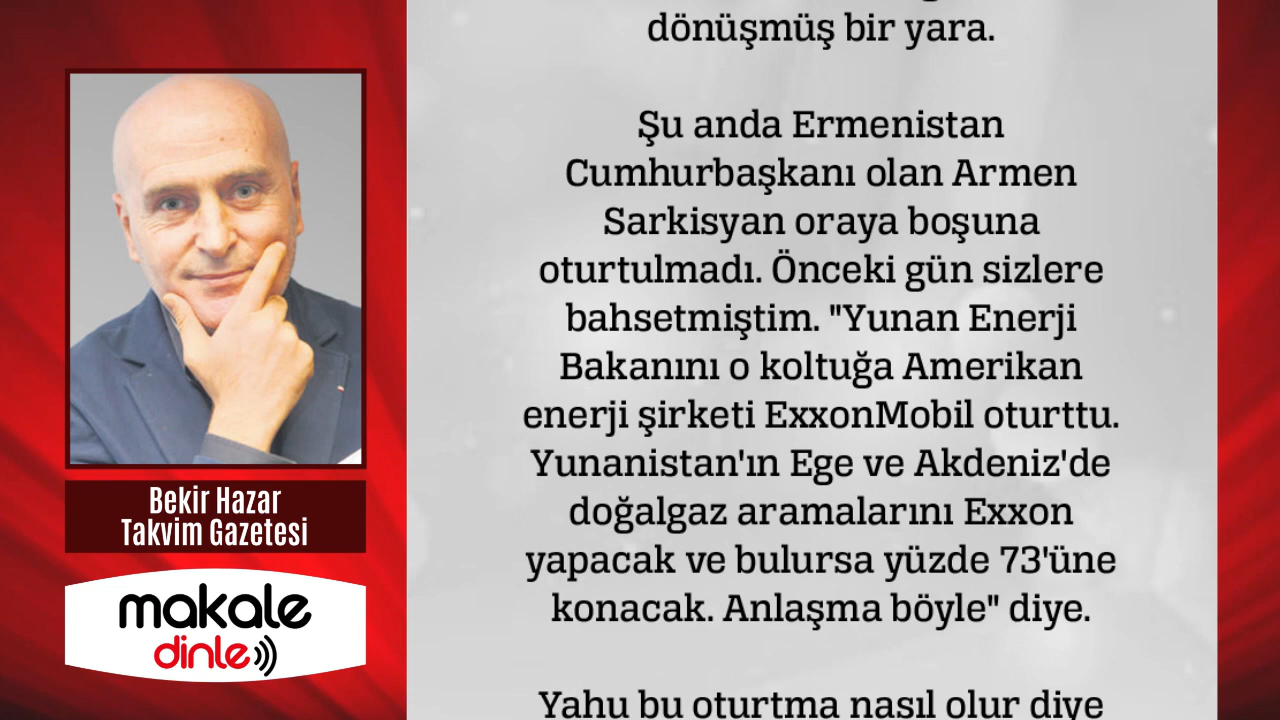 dönüşmüş bir yara.
Şu anda Ermenistan
Cumhurbaşkanı olan Armen
Sarkisyan oraya boşuna
oturtulmadı. Önceki gün sizlere
bahsetmiştim. "Yunan Enerji
Bakanını o koltuğa Amerikan
enerji şirketi ExxonMobil oturttu.
Yunanistan'ın Ege ve Akdeniz'de
doğalgaz aramalarını Exxon
yapacak ve bulursa yüzde 73'üne
konacak. Anlaşma böyle" diye.
Yahu bu oturtma nasıl olur diye
Bekir Hazar
Takvim Gazetesi
makale
dinle